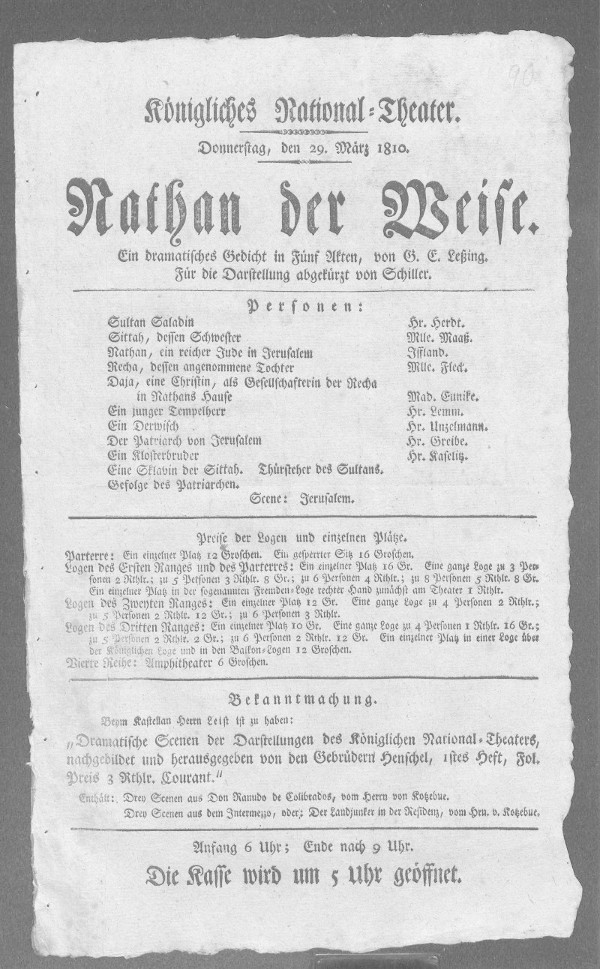 Königliches National-Theater.
Donnerstag, den 29. März 1810.
Nathan der Weise.
Ein dramatisches Gedicht in Fünf Akten, von G. E. Leßing.
Für die Darstellung abgekürzt von Schiller.
Personen:
Sultan Saladin Hr. Herdt.
Sittah, dessen Schwester Mlle. Maaß.
Nathan, ein reicher Jude in Jerusalem Iffland.
Recha, dessen angenommene Tochter Mlle. Fleck.
Daja, eine Christin, als Gesellschafterin der Recha
in Nathans Hause Mad. Eunike.
Ein junger Tempelherr Hr. Lemm.
Ein Derwisch Hr. Unzelmann.
Der Patriarch von Jerusalem Hr. Greibe.
Ein Klosterbruder Hr. Kaselitz.
Eine Sklavin der Sittah. Thürsteher des Sultans.
Gefolge des Patriarchen.
Scene: Jerusalem.
Preise der Logen und einzelnen Plätze.
Parterre: Ein einzelner Platz 12 Groschen. Ein gesperrter Sitz 16 Groschen.
Logen des Ersten Ranges und des Parterres: Ein einzelner Platz 16 Gr. Eine ganze Loge zu 3 Per-
sonen 2 Rthlr.; zu 5 Personen 3 Rthlr. 8 Gr.; zu 6 Personen 4 Rthlr.; zu 8 Personen 5 Rthlr. 8 Gr.
Ein einzelner Platz in der sogenannten Fremden-Loge rechter Hand zunächst am Theater 1 Rthlr.
Logen des Zweyten Ranges: Ein einzelner Platz 12 Gr. Eine ganze Loge zu 4 Personen 2 Rthlr.;
zu 5 Personen 2 Rthlr. 12 Gr.; zu 6 Personen 3 Rthlr.
Logen des Dritten Ranges: Ein einzelner Platz 10 Gr. Eine ganze Loge zu 4 Personen 1 Rthlr. 16 Gr.;
zu 5 Personen 2 Rthlr. 2 Gr.; zu 6 Personen 2 Rthlr. 12 Gr. Ein einzelner Platz in einer Loge über
der Königlichen Loge und in den Balkon-Logen 12 Groschen.
Vierte Reihe: Amphitheater 6 Groschen.
Bekanntmachung.
Beym Kastellan Herrn Leist ist zu haben:
„Dramatische Scenen der Darstellungen des Königlichen National-Theaters,
nachgebildet und herausgegeben von den Gebrüdern Henschel, 1stes Heft, Fol.
Preis 3 Rthlr. Courant.“
Enthält: Drey Scenen aus Don Ranudo de Colibrados, vom Herrn von Kotzebue.
Drey Scenen aus dem Intermezzo, oder: Der Landjunker in der Residenz, vom Hrn. v. Kotzebue.
Anfang 6 Uhr; Ende nach 9 Uhr.
Die Kasse wird um 5 Uhr geöffnet.